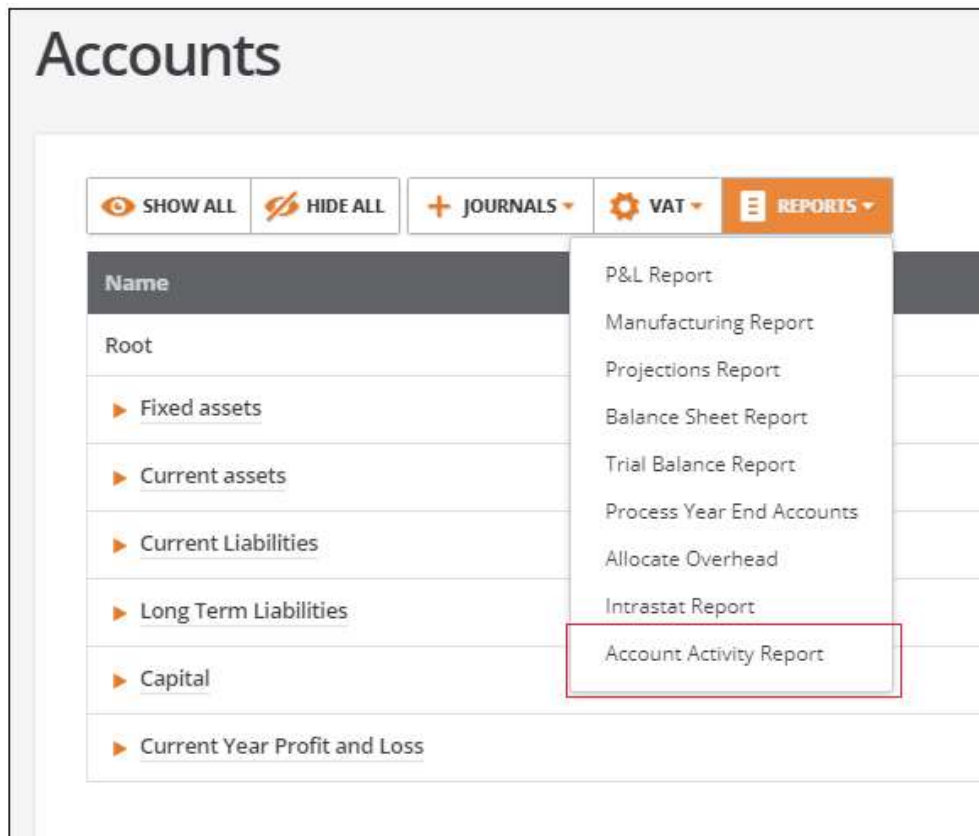 Accounts
SHOW ALL HIDE ALL JOURNALS VAT REPORTS
Name
Root
Fixed assets
Current assets
Current Liabilities
Long Term Liabilities
Capital
Current Year Profit and Loss
P&L Report
Manufacturing Report
Projections Report
Balance Sheet Report
Trial Balance Report
Process Year End Accounts
Allocate Overhead
Intrastat Report
Account Activity Report